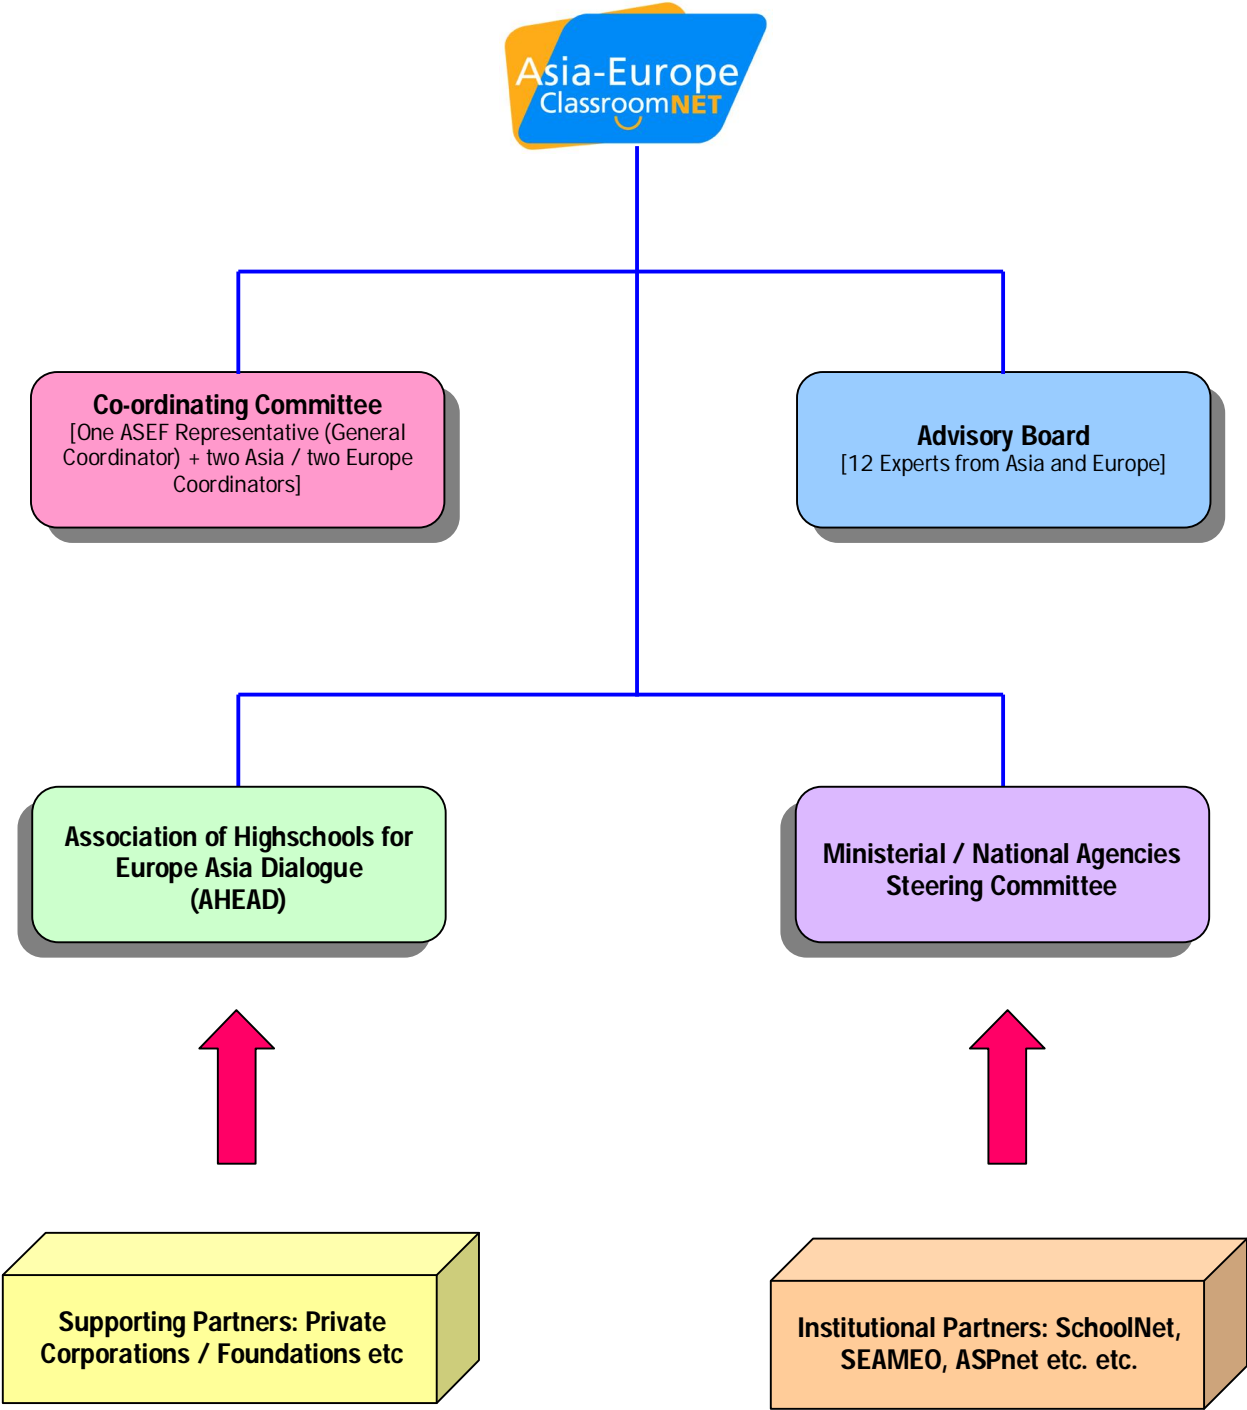 Asia-Europe
ClassroomNET
Co-ordinating Committee
[One ASEF Representative (General
Coordinator) + two Asia / two Europe
Coordinators]
Advisory Board
[12 Experts from Asia and Europe]
Association of Highschools for
Europe Asia Dialogue
(AHEAD)
Ministerial / National Agencies
Steering Committee
Supporting Partners: Private
Corporations / Foundations etc
Institutional Partners: SchoolNet,
SEAMEO, ASPnet etc. etc.